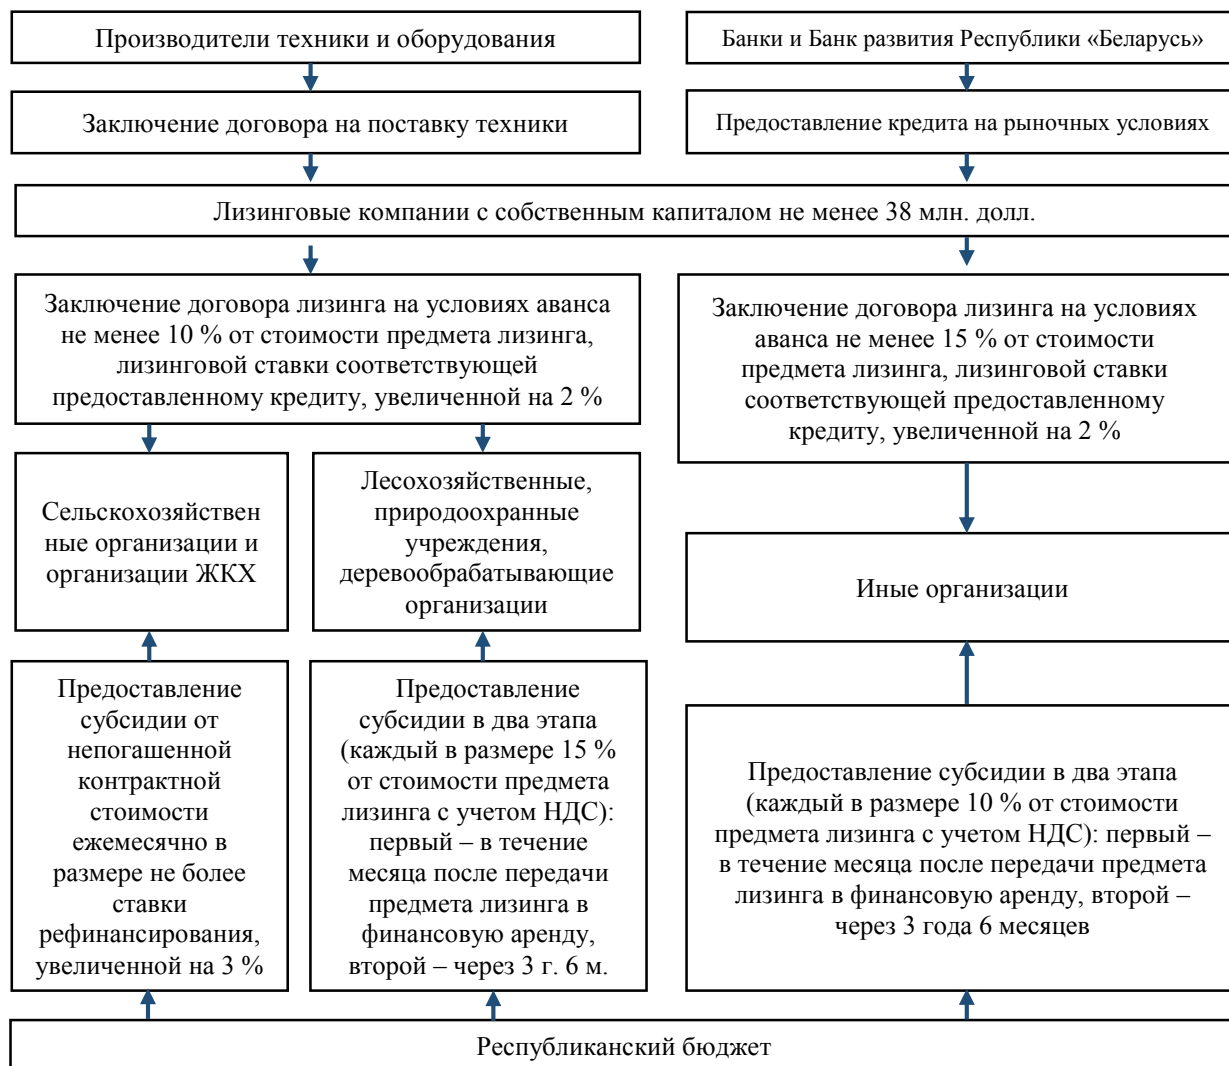 Производители техники и оборудования
Банки и Банк развития Республики «Беларусь»
Заключение договора на поставку техники
Предоставление кредита на рыночных условиях
Лизинговые компании с собственным капиталом не менее 38 млн. долл.
Заключение договора лизинга на условиях аванса
не менее 10 % от стоимости предмета лизинга,
лизинговой ставки соответствующей
предоставленному кредиту, увеличенной на 2 %
Заключение договора лизинга на условиях
аванса не менее 15 % от стоимости
предмета лизинга, лизинговой ставки
соответствующей предоставленному
кредиту, увеличенной на 2 %
Сельскохозяйствен
ные организации и
организации ЖКХ
Лесохозяйственные,
природоохранные
учреждения,
деревообрабатывающие
организации
Иные организации
Предоставление
субсидии от
непогашенной
контрактной
стоимости
ежемесячно в
размере не более
ставки
рефинансирования,
увеличенной на 3 %
Предоставление
субсидии в два этапа
(каждый в размере 15 %
от стоимости предмета
лизинга с учетом НДС):
первый – в течение
месяца после передачи
предмета лизинга в
финансовую аренду,
второй – через 3 г. 6 м.
Предоставление субсидии в два этапа
(каждый в размере 10 % от стоимости
предмета лизинга с учетом НДС): первый –
в течение месяца после передачи предмета
лизинга в финансовую аренду, второй –
через 3 года 6 месяцев
Республиканский бюджет